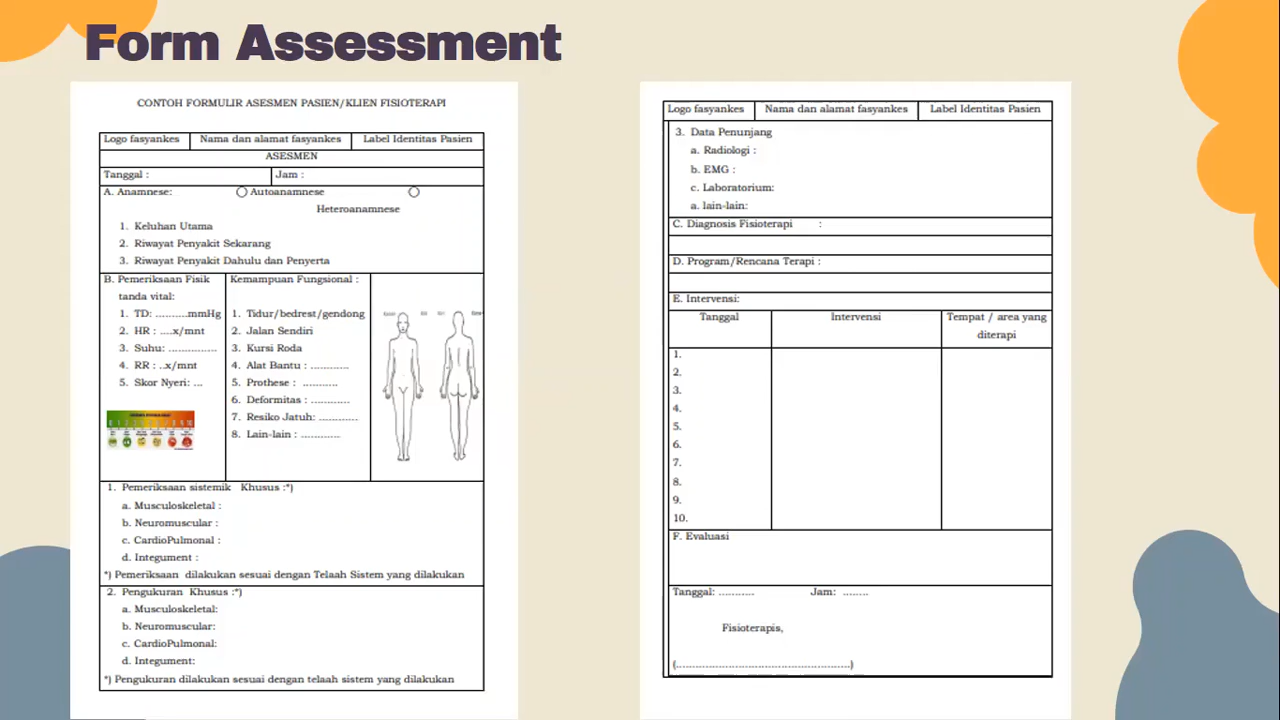 Form Assessment
CONTOH FORMULIR ASESMEN PASIEN/KLIEN FISIOTERAPI
Logo fasyankes Nama dan alamat fasyankes Label Identitas Pasien
ASESMEN
Tanggal : Jam :
A. Anamnese: Autoanamnese
Heteroanamnese
1. Keluhan Utama
2. Riwayat Penyakit Sekarang
3. Riwayat Penyakit Dahulu dan Penyerta
B. Pemeriksaan Fisik
tanda vital:
1. TD: ..........mmHg
2. HR : ....x/mnt
3. Suhu: ...............
4. RR : ..x/mnt
5. Skor Nyeri: ...
Kemampuan Fungsional :
1. Tidur/bedrest/gendong
2. Jalan Sendiri
3. Kursi Roda
4. Alat Bantu : ............
5. Prothese : ...........
6. Deformitas : ............
7. Resiko Jatuh: ............
8. Lain-lain : ............
1. Pemeriksaan sistemik Khusus :*)
a. Musculoskeletal :
b. Neuromuscular :
c. CardioPulmonal :
d. Integument :
*) Pemeriksaan dilakukan sesuai dengan Telaah Sistem yang dilakukan
2. Pengukuran Khusus :*)
a. Musculoskeletal:
b. Neuromuscular:
c. CardioPulmonal:
d. Integument:
*) Pengukuran dilakukan sesuai dengan telaah sistem yang dilakukan
Logo fasyankes Nama dan alamat fasyankes Label Identitas Pasien
3. Data Penunjang
a. Radiologi :
b. EMG :
c. Laboratorium:
a. lain-lain:
C. Diagnosis Fisioterapi :
D. Program/Rencana Terapi :
E. Intervensi:
Tanggal Intervensi Tempat / area yang
diterapi
1.
2.
3.
4.
5.
6.
7.
8.
9.
10.
F. Evaluasi
Tanggal: ........... Jam: ........
Fisioterapis,
(......................................................)